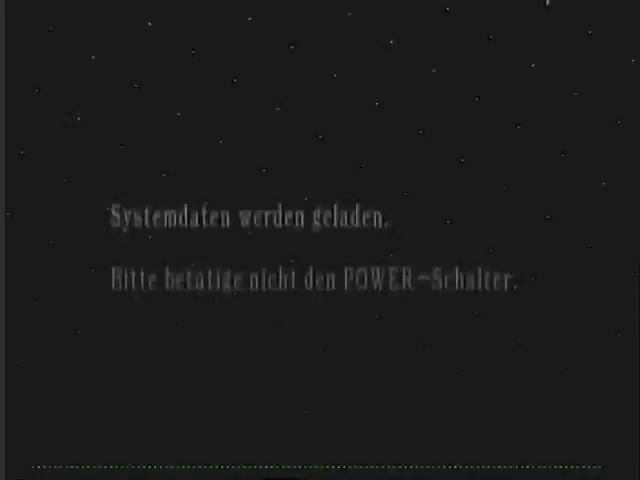 Systemdaten werden geladen.
Bitte betätige nicht den POWER-Schalter.